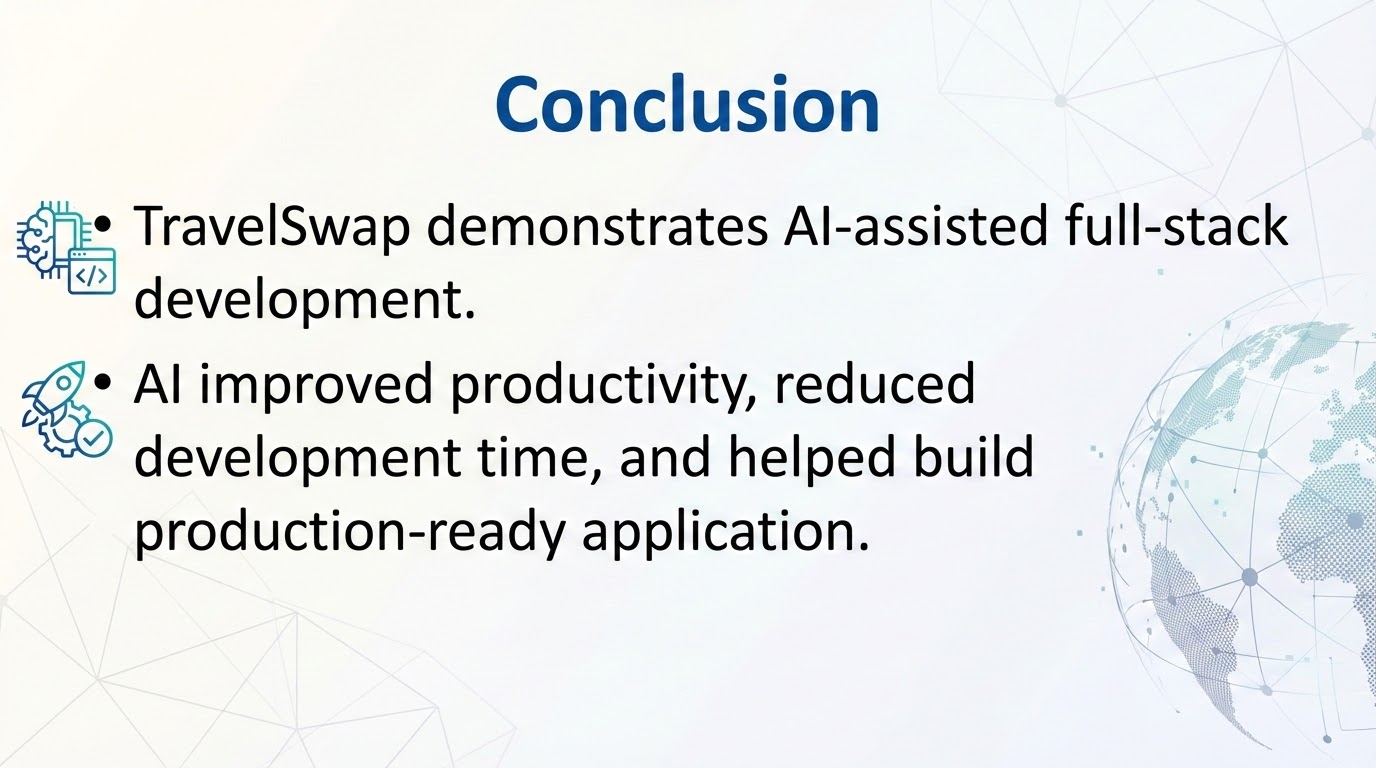 Conclusion
• TravelSwap demonstrates AI-assisted full-stack
development.
• AI improved productivity, reduced
development time, and helped build
production-ready application.